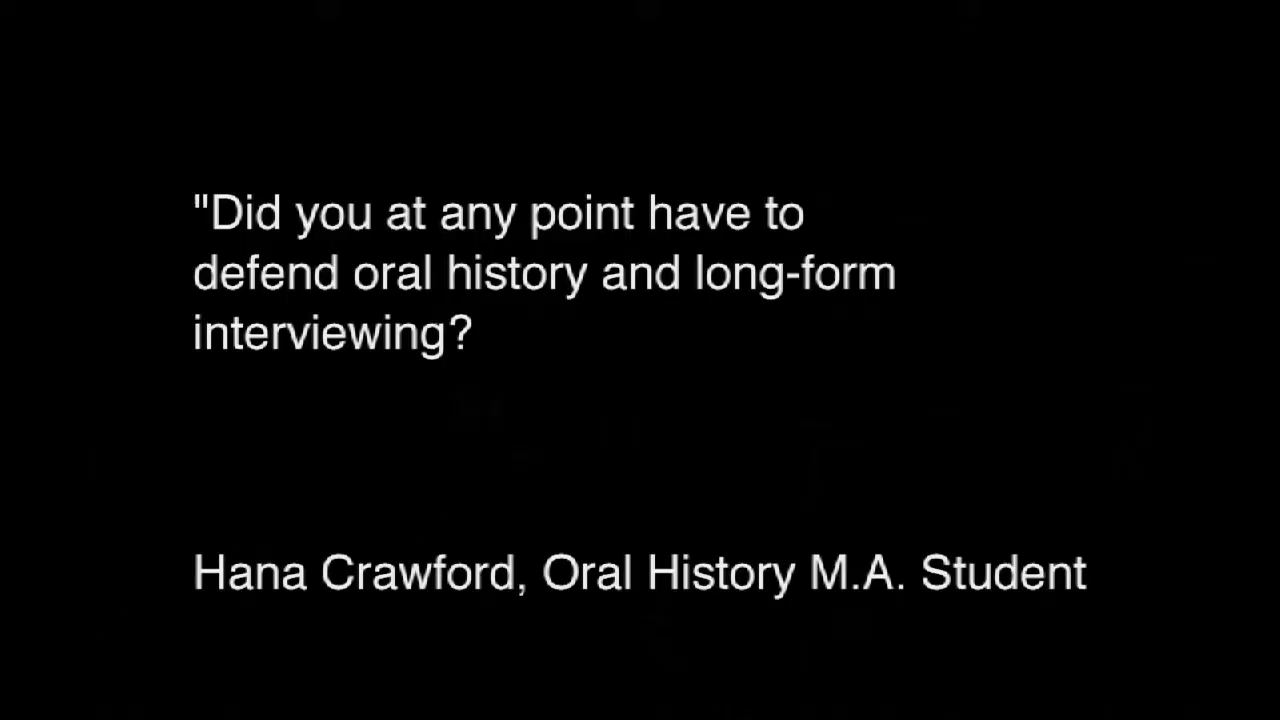 "Did you at any point have to
defend oral history and long-form
interviewing?
Hana Crawford, Oral History M.A. Student